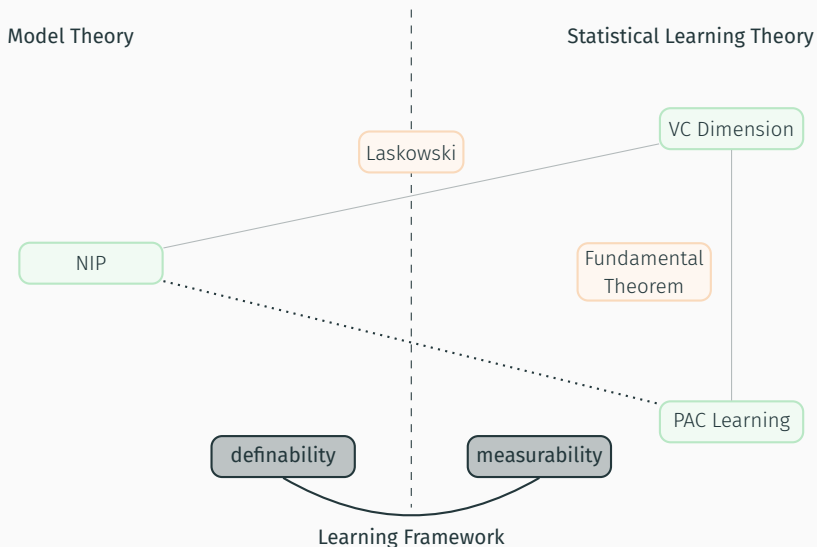 Model Theory
Statistical Learning Theory
VC Dimension
Laskowski
NIP
Fundamental
Theorem
PAC Learning
definability
measurability
Learning Framework